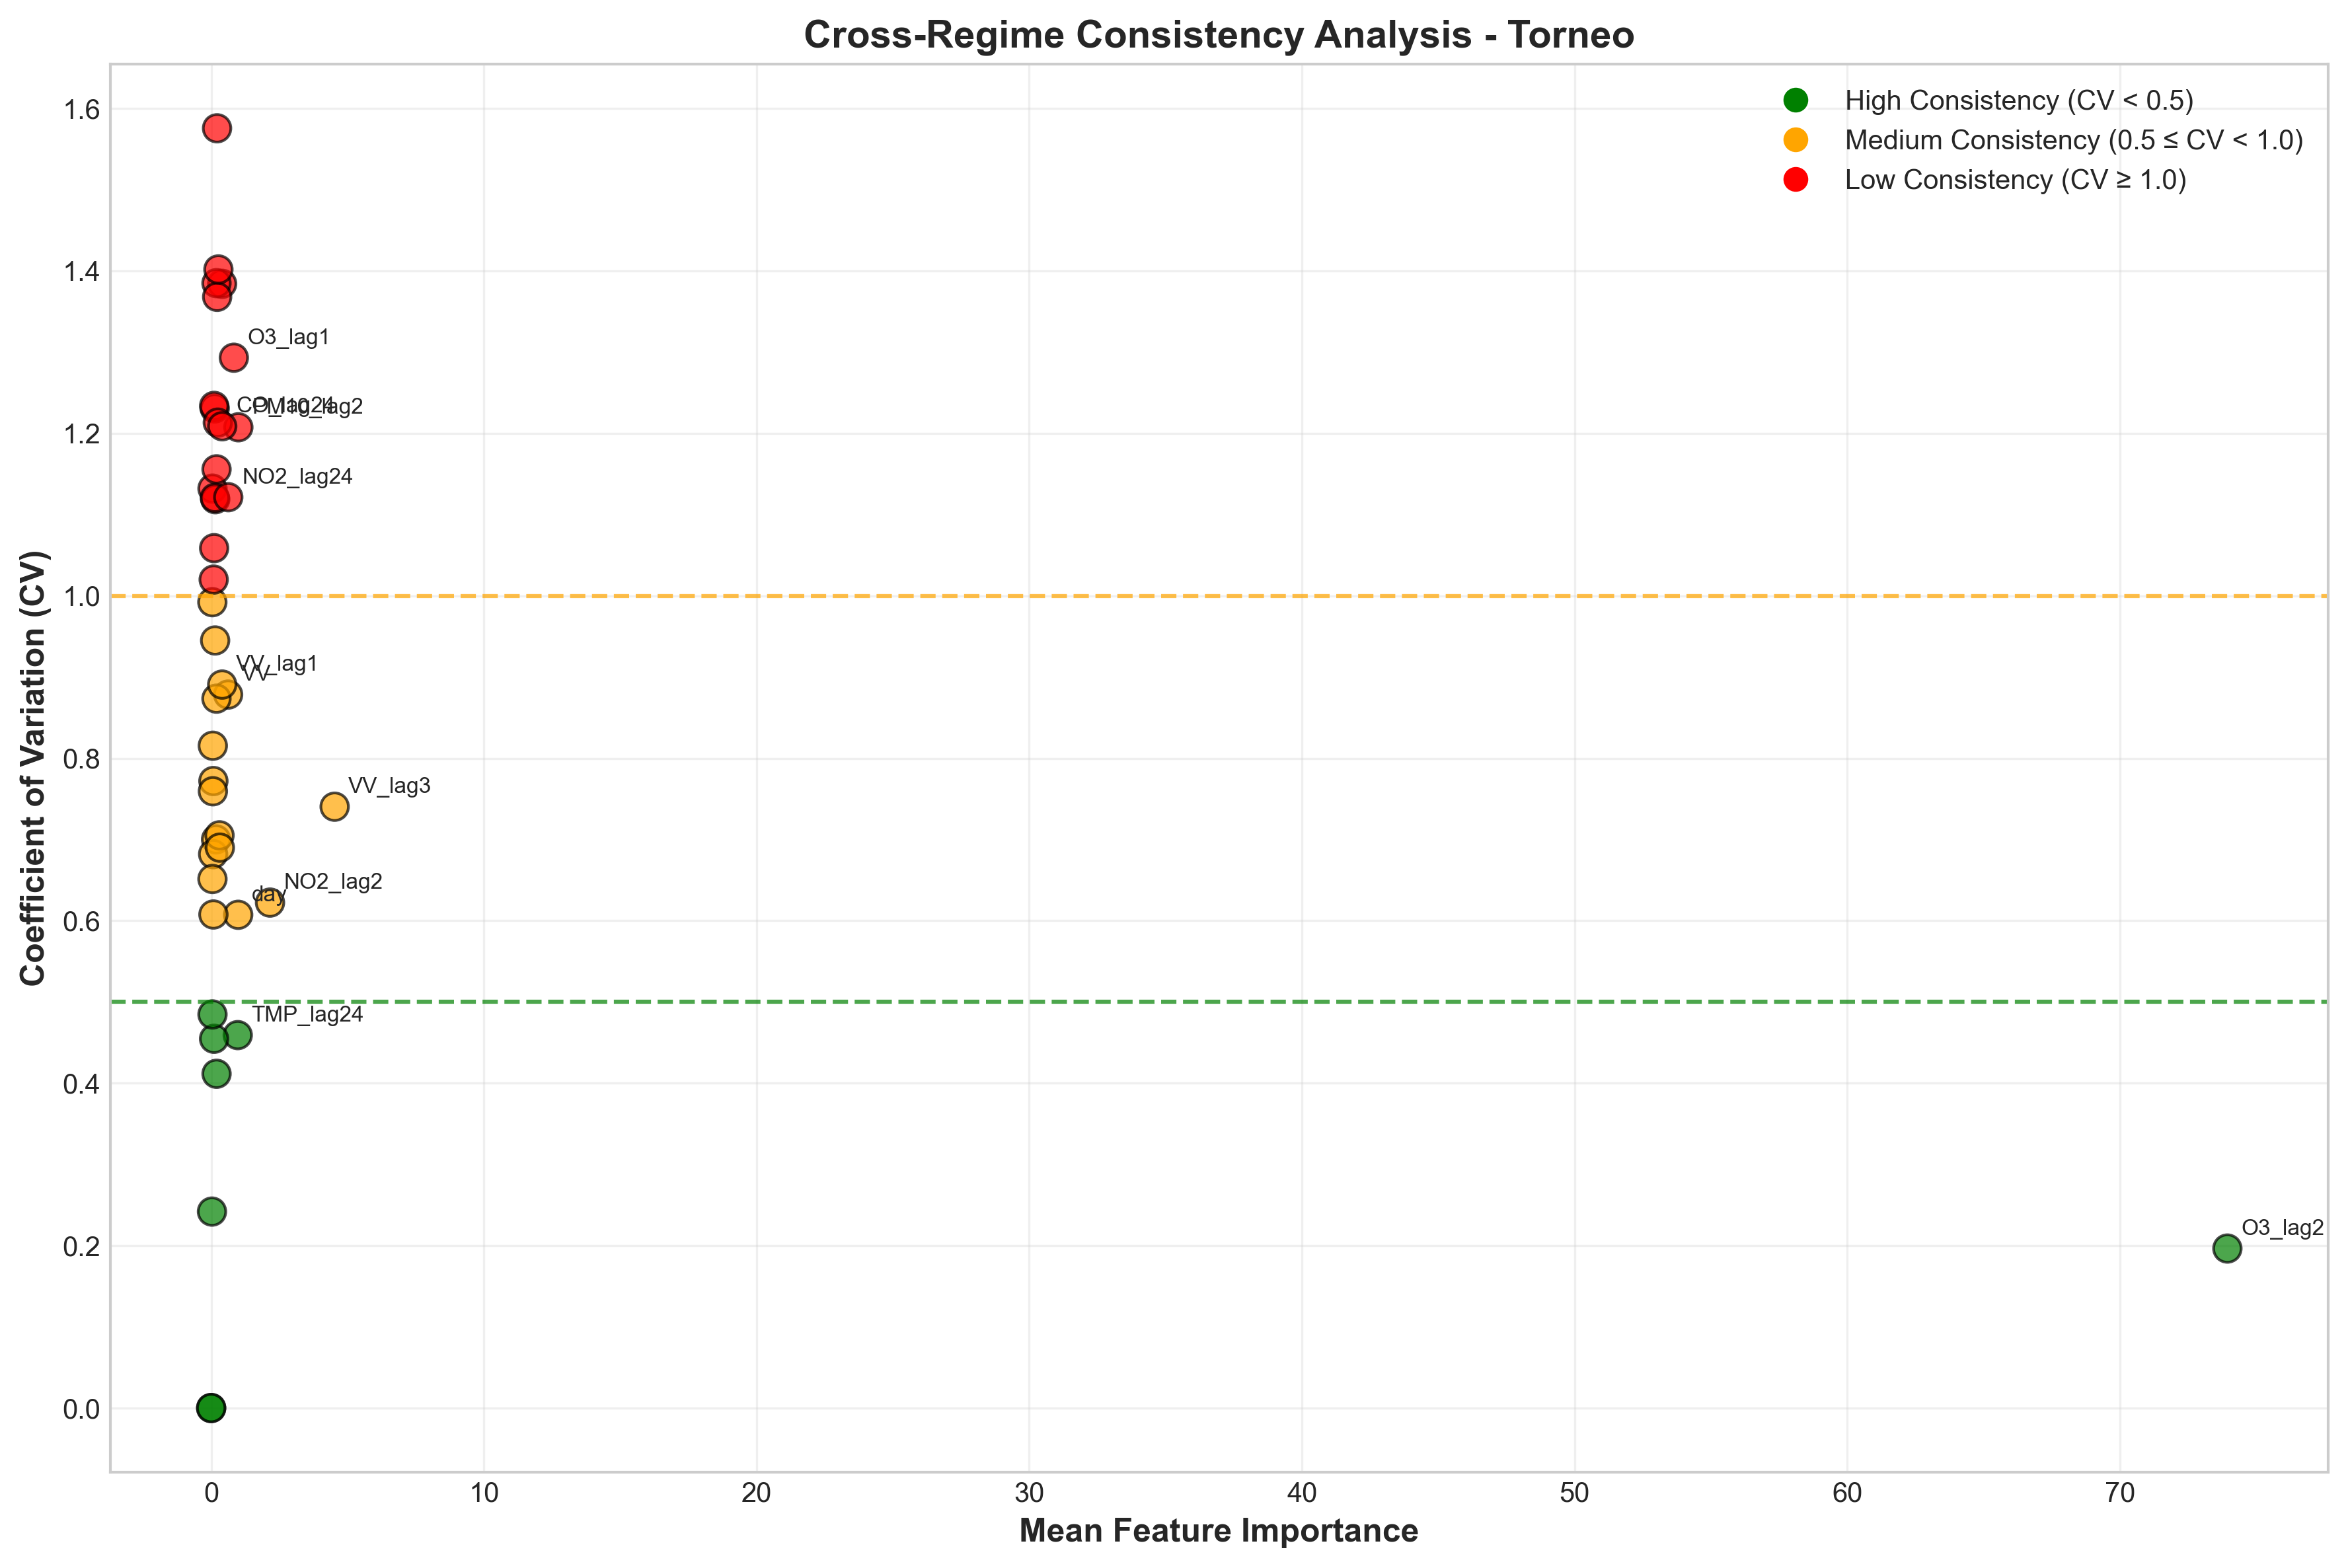 Cross-Regime Consistency Analysis - Torneo
High Consistency (CV < 0.5)
Medium Consistency (0.5 ≤ CV < 1.0)
Low Consistency (CV ≥ 1.0)
Coefficient of Variation (CV)
1.6
1.4
1.2
1.0
0.8
0.6
0.4
0.2
0.0
O3_lag1
CO_lag24
PM10_lag2
NO2_lag24
VV_lag1
VV
VV_lag3
NO2_lag2
day
TMP_lag24
O3_lag2
0
10
20
30
40
50
60
70
Mean Feature Importance